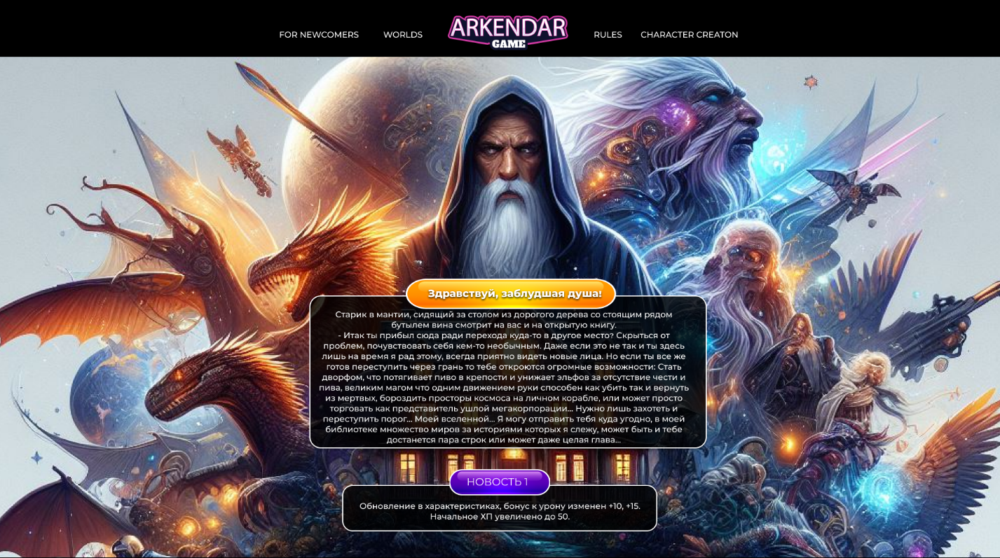 FOR NEWCOMERS
WORLDS
ARKENDAR
GAME
RULES
CHARACTER CREATON
Здравствуй, заблудшая душа!
Старик в мантии, сидящий за столом из дорогого дерева со стоящим рядом
бутылем вина смотрит на вас и на открытую книгу.
- Итак ты прибыл сюда ради перехода куда-то в другое место? Скрыться от
проблем, почувствовать себя кем-то необычным. Даже если это не так и ты здесь
лишь на время я рад этому, всегда приятно видеть новые лица. Но если ты все же
готов переступить через грань то тебе откроются огромные возможности: Стать
дворфом, что потягивает пиво в крепости и унижает эльфов за отсутствие чести и
пива, великим магом что одним движением руки способен как убить так и вернуть
из мертвых, бороздить просторы космоса на личном корабле, или может просто
торговать как представитель ушлой мегакорпорации... Нужно лишь захотеть и
переступить порог... Моей вселенной... Я могу отправить тебя куда угодно, в моей
библиотеке множество миров за историями которых я слежу, может быть и тебе
достанется пара строк или может даже целая глава...
НОВОСТЬ 1
Обновление в характеристиках, бонус к урону изменен +10, +15.
Начальное ХП увеличено до 50.